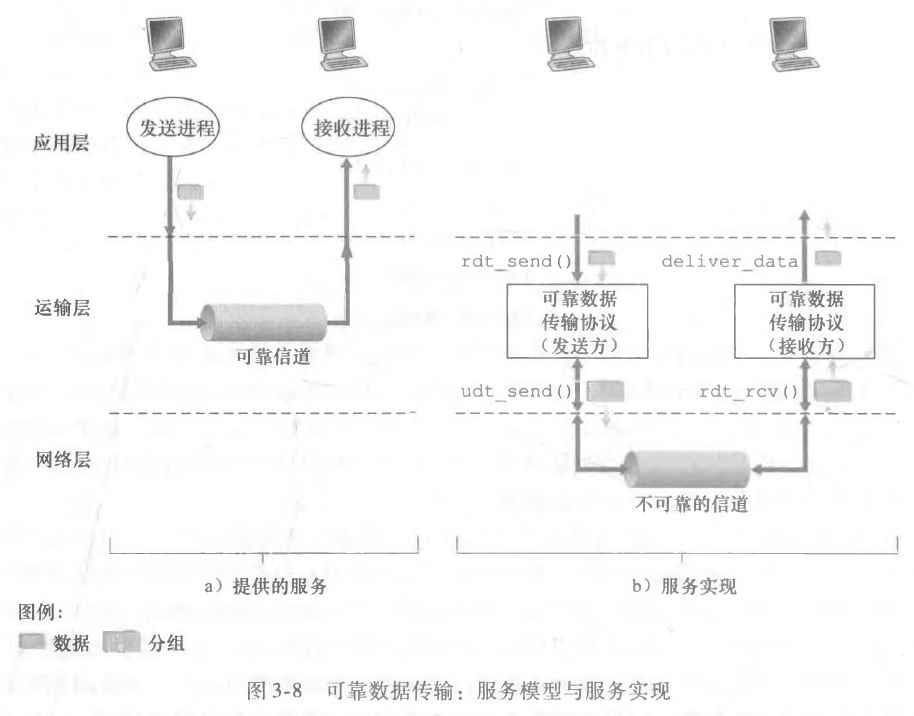 发送进程 接收进程
应用层
rdt_send() deliver_data
运输层
可靠数据
传输协议
(发送方)
可靠数据
传输协议
(接收方)
可靠信道
udt_send() rdt_rcv()
网络层
不可靠的信道
a)提供的服务 b)服务实现
图例:
数据 分组
图3-8 可靠数据传输:服务模型与服务实现